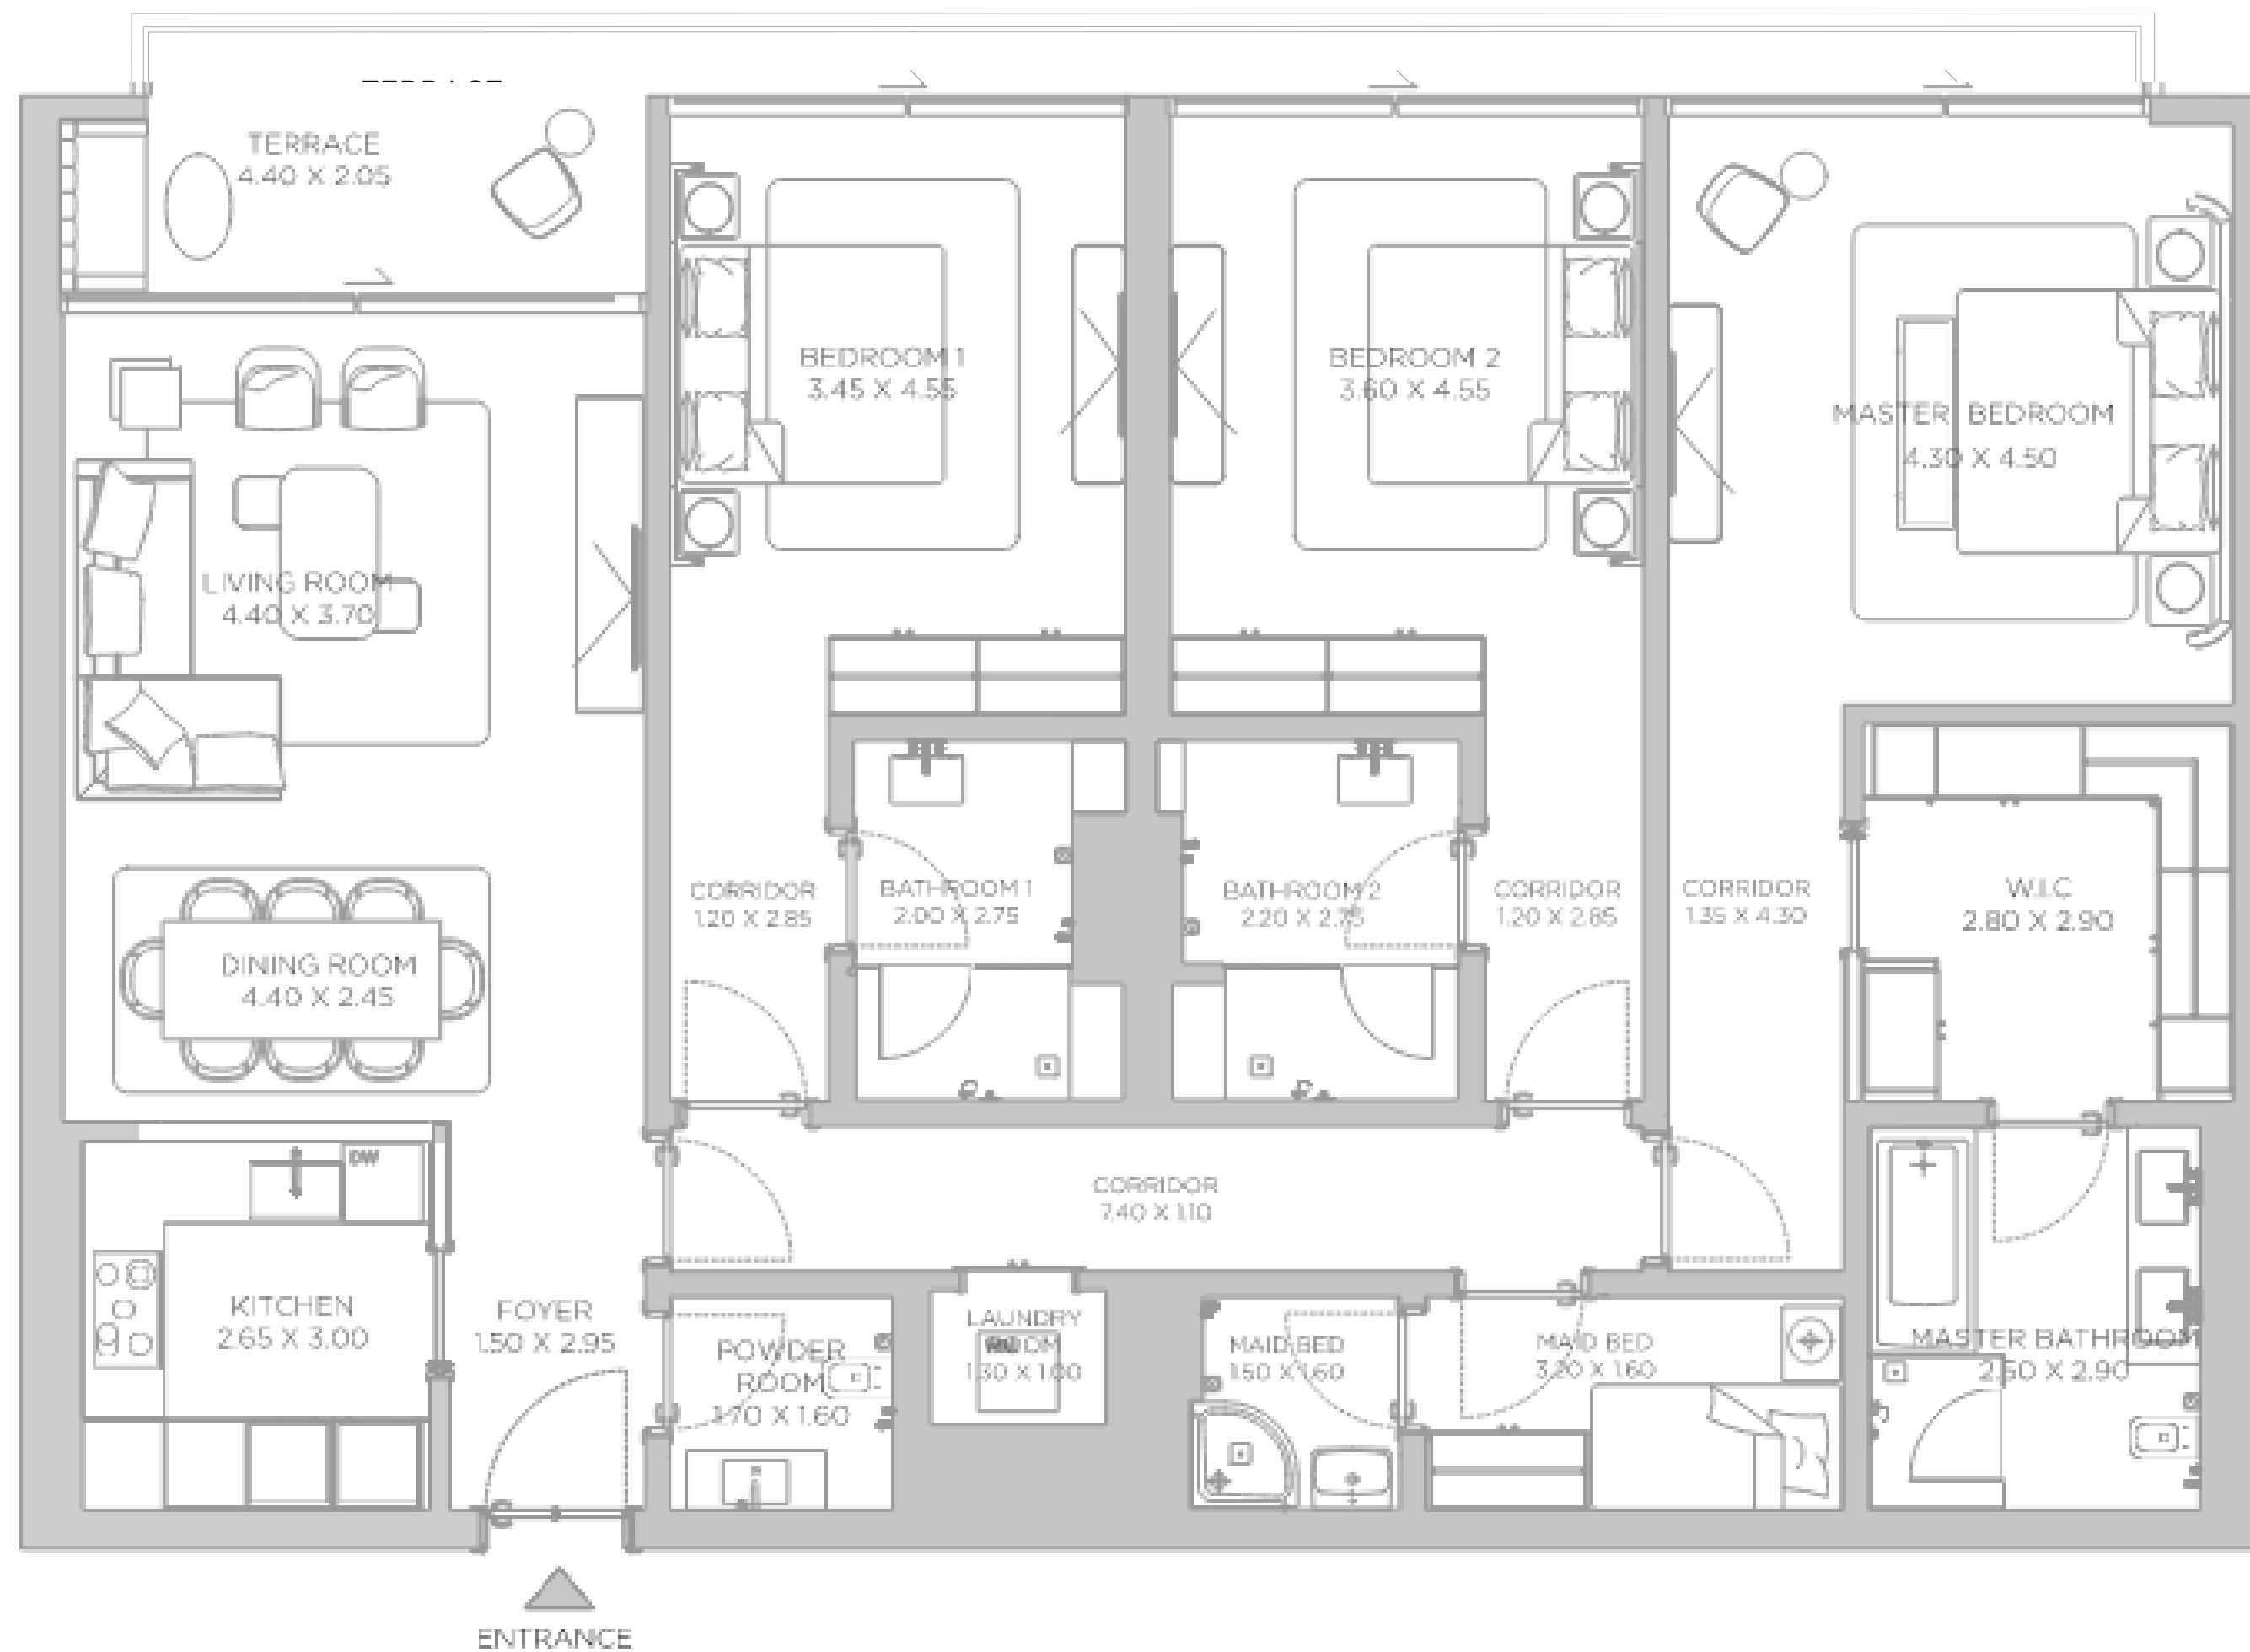 TERRACE
4.40 X 2.05
BEDROOM 1
3.45 X 4.55
BEDROOM 2
3.60 X 4.55
MASTER BEDROOM
4.30 X 4.50
LIVING ROOM
4.40 X 3.70
CORRIDOR
1.20 X 2.85
BATHROOM 1
2.00 X 2.75
BATHROOM 2
2.20 X 2.75
CORRIDOR
1.20 X 2.85
CORRIDOR
1.35 X 4.30
W.I.C
2.80 X 2.90
DINING ROOM
4.40 X 2.45
DW
CORRIDOR
7.40 X 1.10
KITCHEN
2.65 X 3.00
FOYER
1.50 X 2.95
POWDER
ROOM
1.70 X 1.60
LAUNDRY
ROOM
1.30 X 1.00
MAID BED
1.50 X 1.60
MAID BED
3.20 X 1.60
MASTER BATHROOM
2.90
ENTRANCE